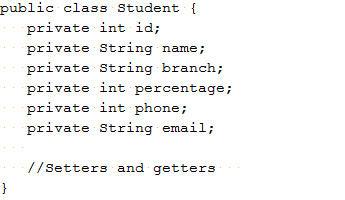 public class Student {
private int id;
private String name;
private String branch;
private int percentage;
private int phone;
private String email;
//Setters and getters
}